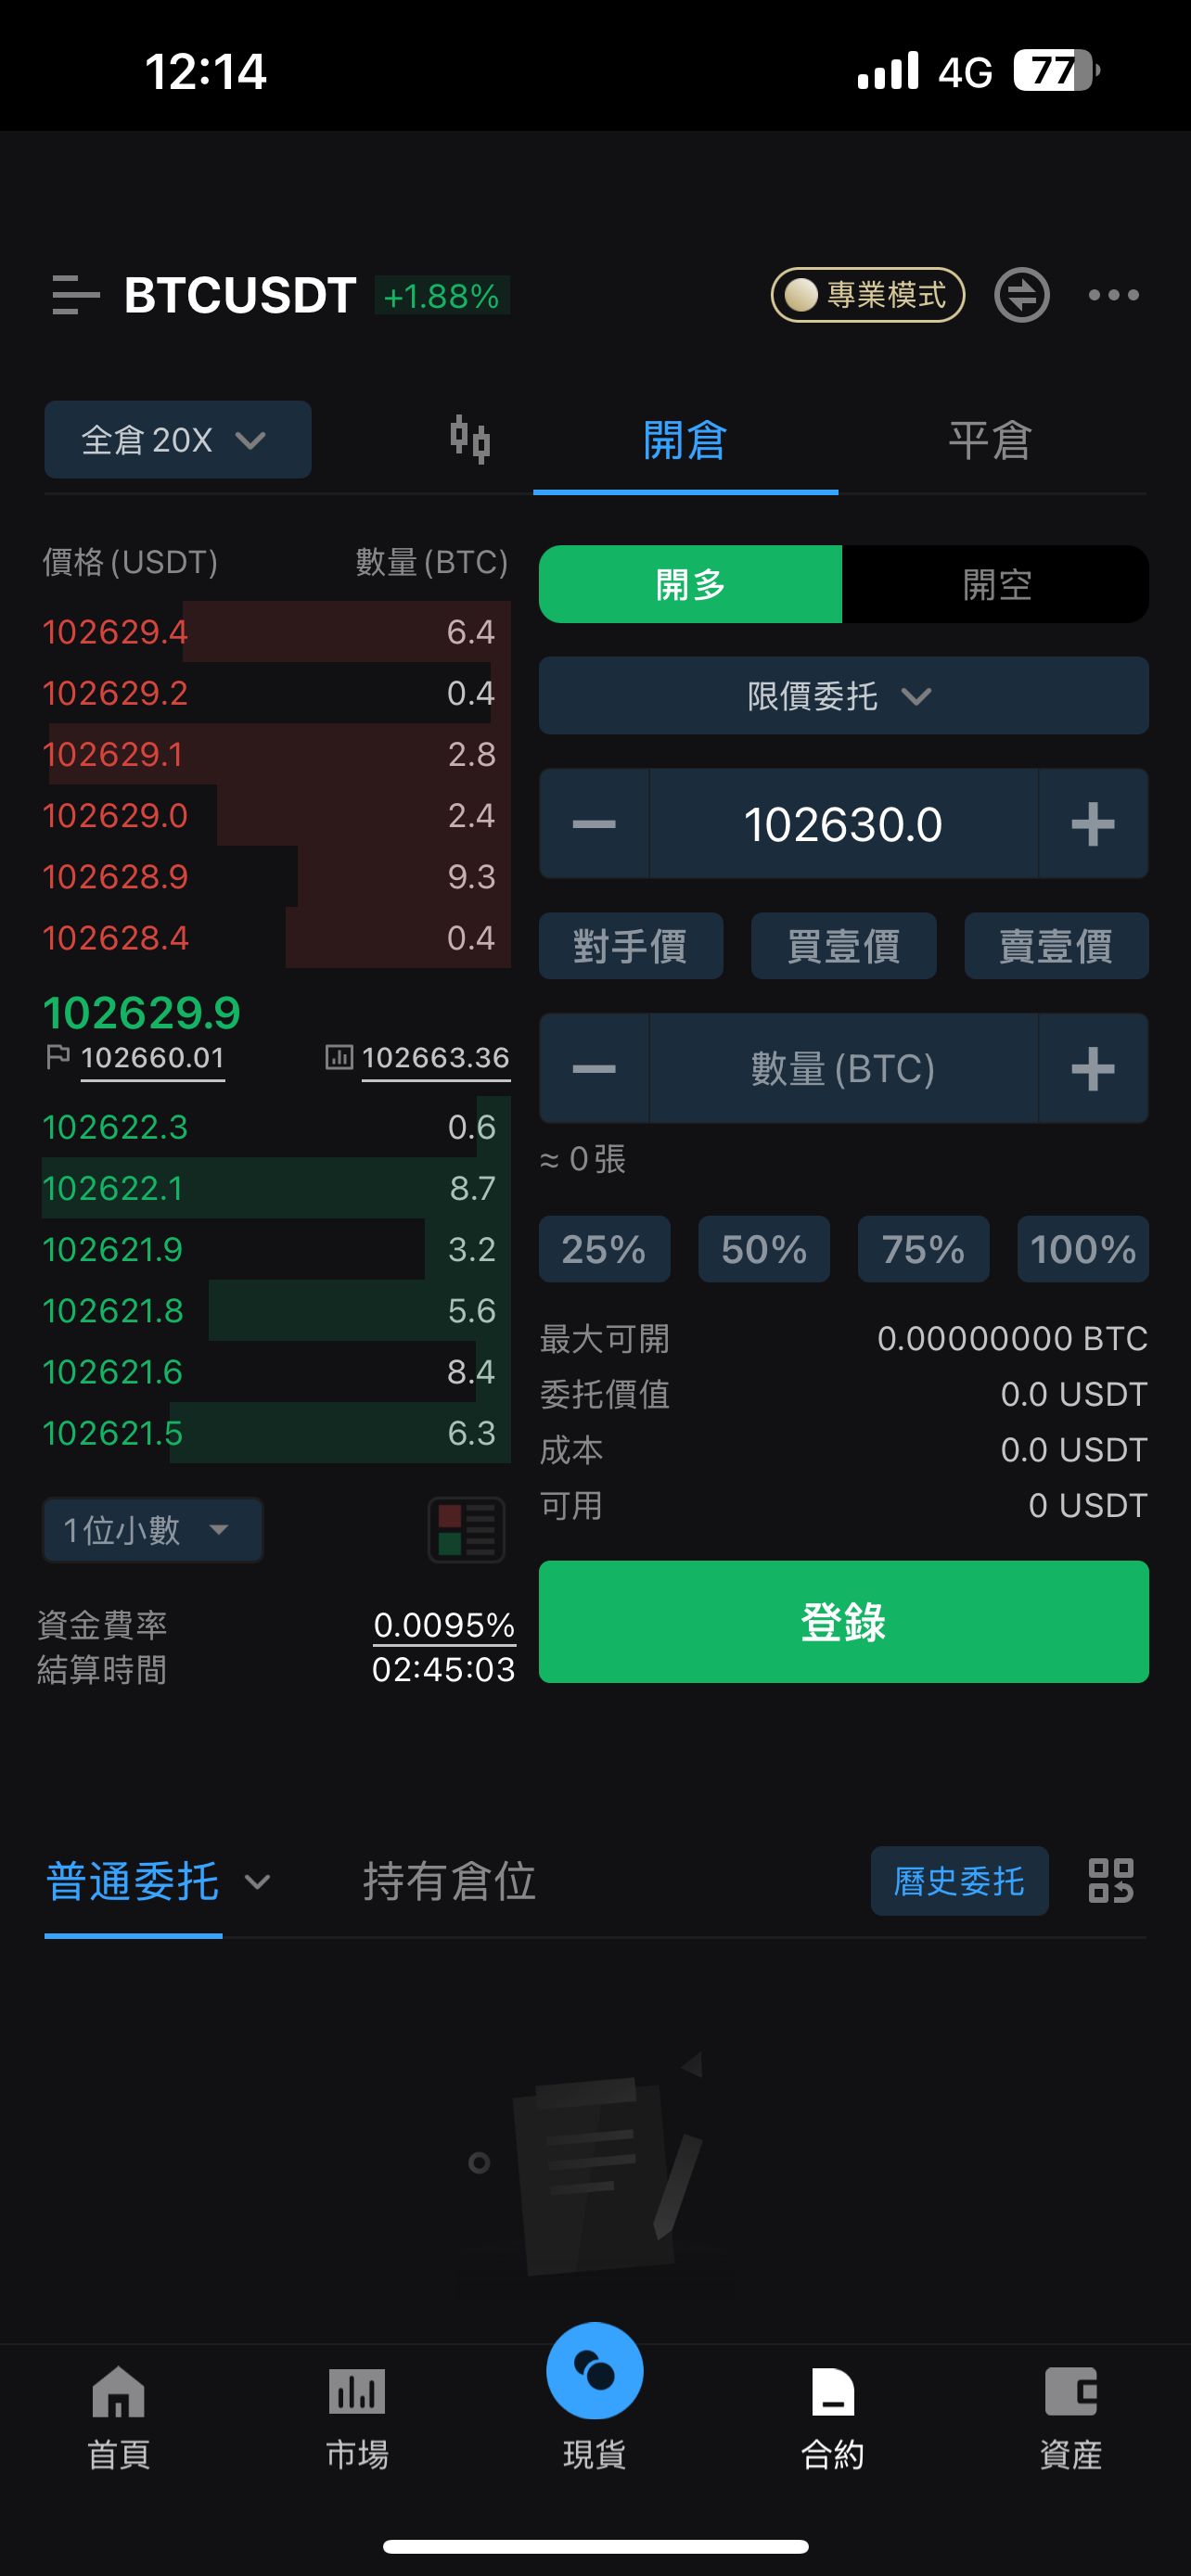 12:14 4G 77
BTCUSDT +1.88% 專業模式
全倉 20X 開倉 平倉
價格 (USDT) 數量 (BTC)
102629.4 6.4
102629.2 0.4
102629.1 2.8
102629.0 2.4
102628.9 9.3
102628.4 0.4
102629.9
102660.01 102663.36
102622.3 0.6
102622.1 8.7
102621.9 3.2
102621.8 5.6
102621.6 8.4
102621.5 6.3
1位小數
資金費率 0.0095%
結算時間 02:45:03
開多 開空
限價委托
102630.0
對手價 買壹價 賣壹價
數量 (BTC)
≈ 0 張
25% 50% 75% 100%
最大可開 0.00000000 BTC
委托價值 0.0 USDT
成本 0.0 USDT
可用 0 USDT
登錄
普通委托 持有倉位 曆史委托
首頁 市場 現貨 合約 資産